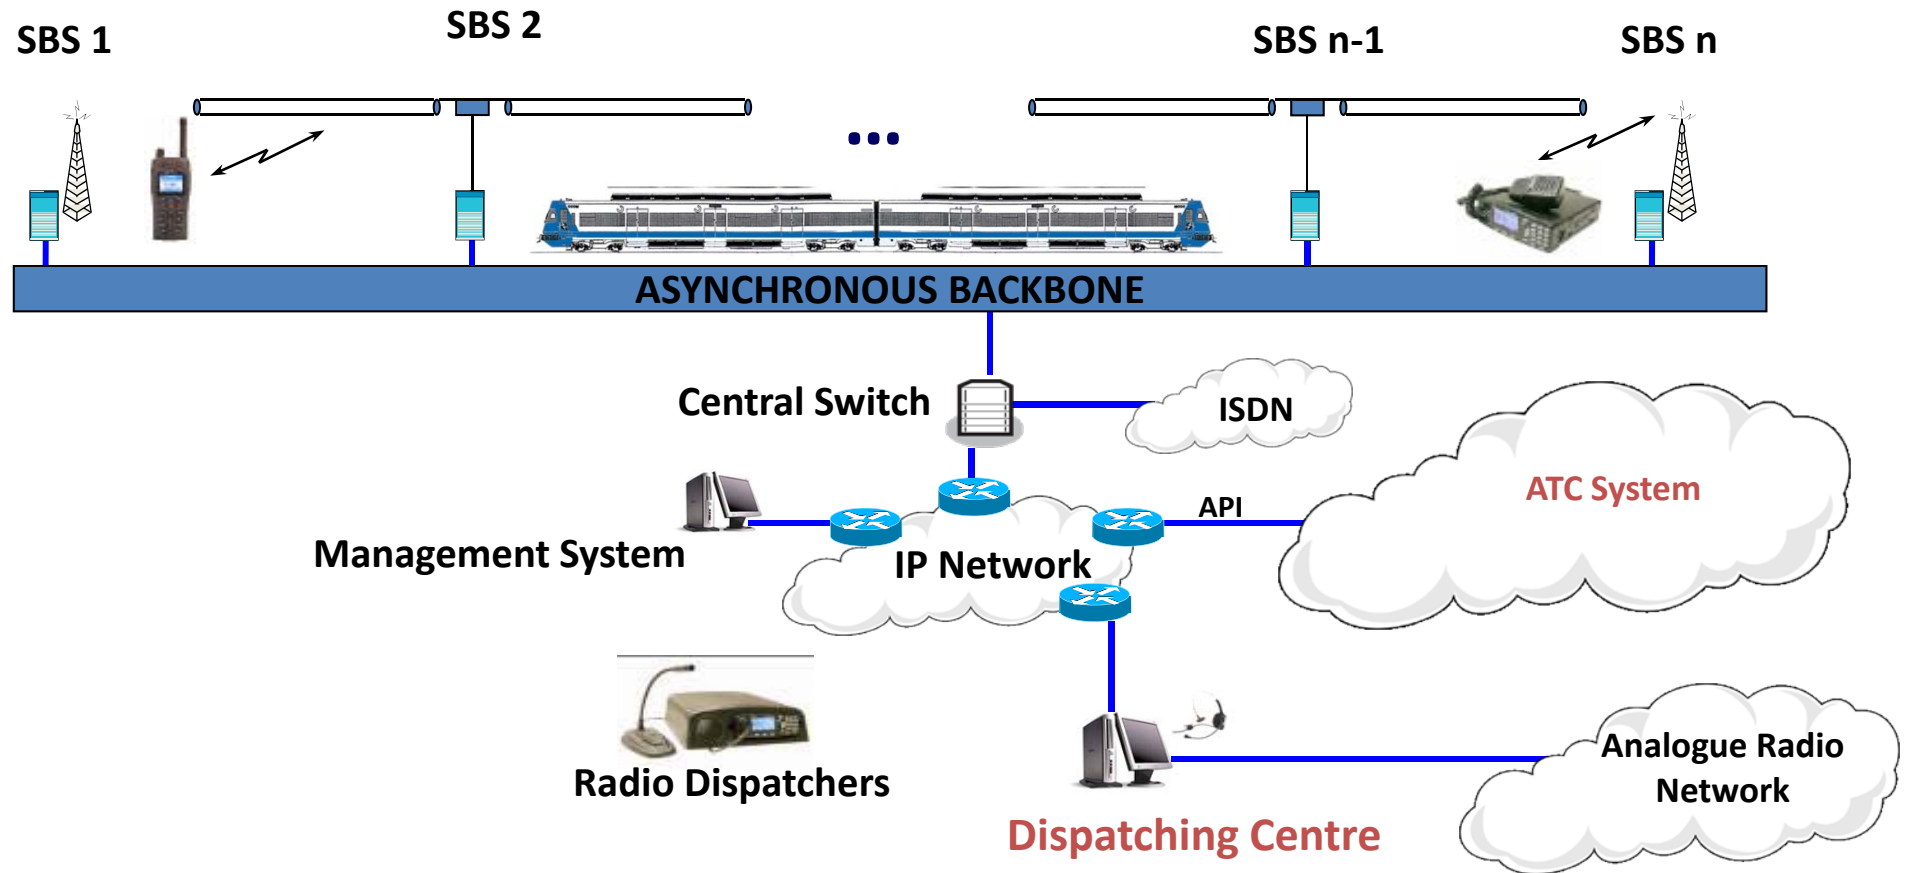 SBS 1
SBS 2
SBS n-1
SBS n
ASYNCHRONOUS BACKBONE
Central Switch
ISDN
ATC System
API
Management System
IP Network
Radio Dispatchers
Analogue Radio
Network
Dispatching Centre